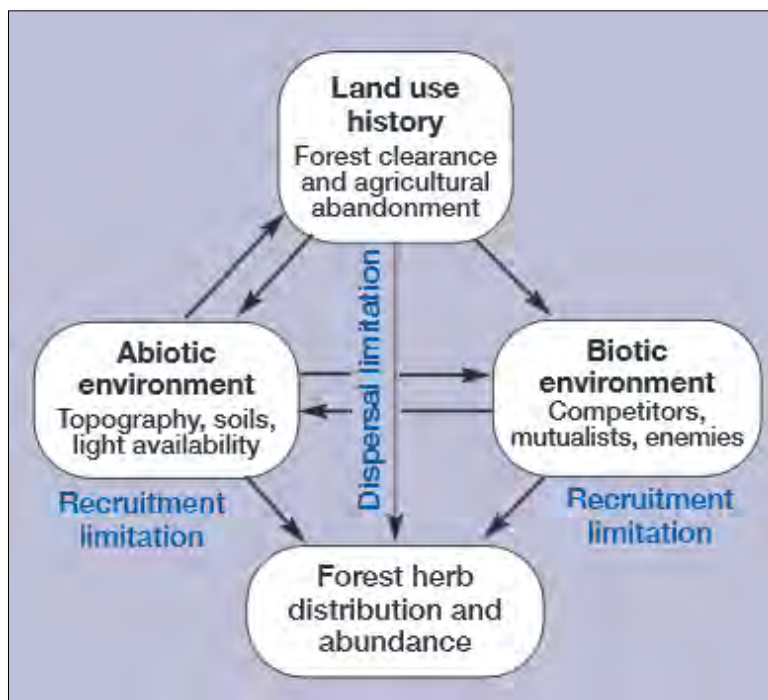 Land use
history
Forest clearance
and agricultural
abandonment
Dispersal limitation
Abiotic
environment
Topography, soils,
light availability
Biotic
environment
Competitors,
mutualists, enemies
Recruitment
limitation
Recruitment
limitation
Forest herb
distribution and
abundance